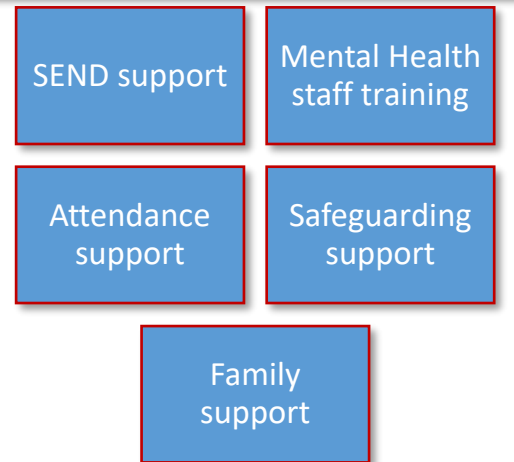 SEND support
Mental Health
staff training
Attendance
support
Safeguarding
support
Family
support